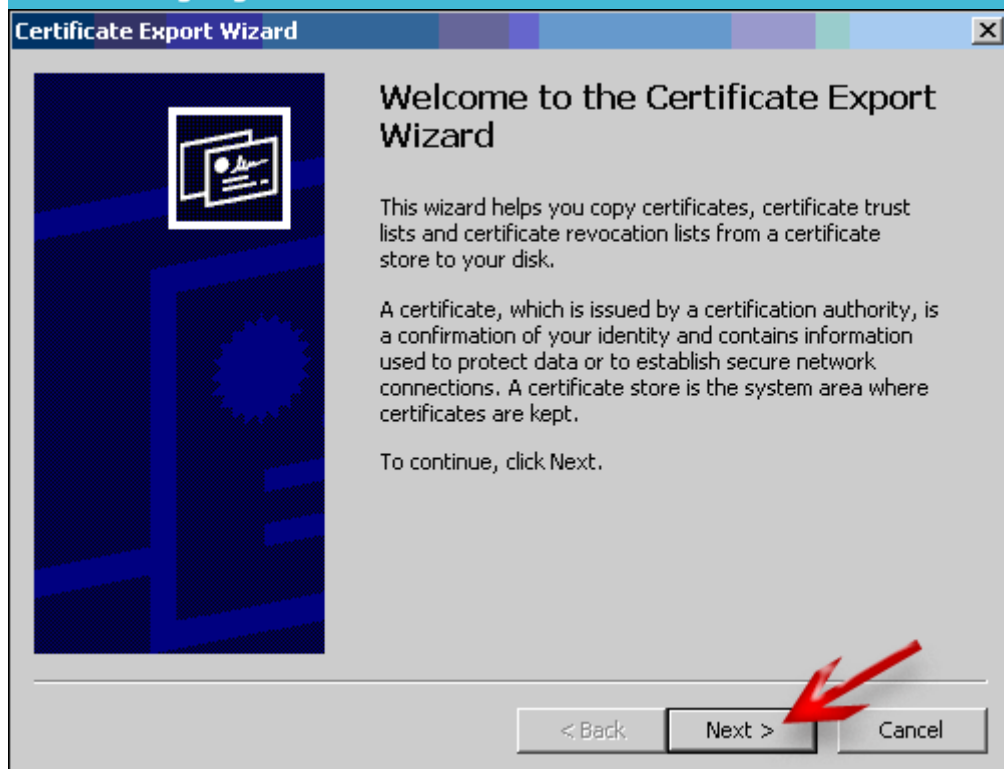 Certificate Export Wizard
Welcome to the Certificate Export
Wizard
This wizard helps you copy certificates, certificate trust
lists and certificate revocation lists from a certificate
store to your disk.
A certificate, which is issued by a certification authority, is
a confirmation of your identity and contains information
used to protect data or to establish secure network
connections. A certificate store is the system area where
certificates are kept.
To continue, click Next.
< Back
Next >
Cancel